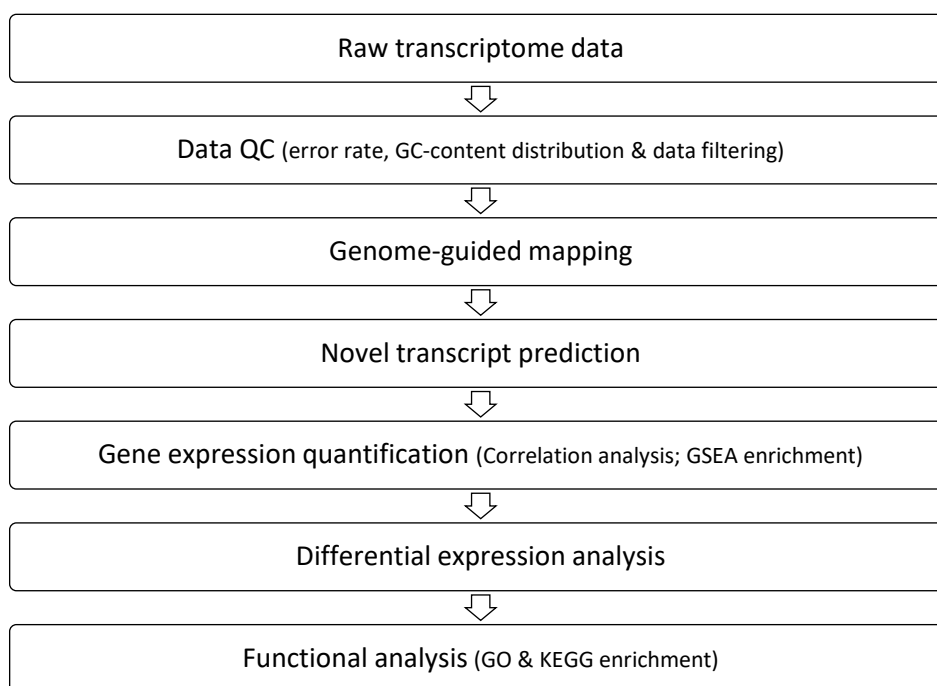 Raw transcriptome data
Data QC (error rate, GC-content distribution & data filtering)
Genome-guided mapping
Novel transcript prediction
Gene expression quantification (Correlation analysis; GSEA enrichment)
Differential expression analysis
Functional analysis (GO & KEGG enrichment)